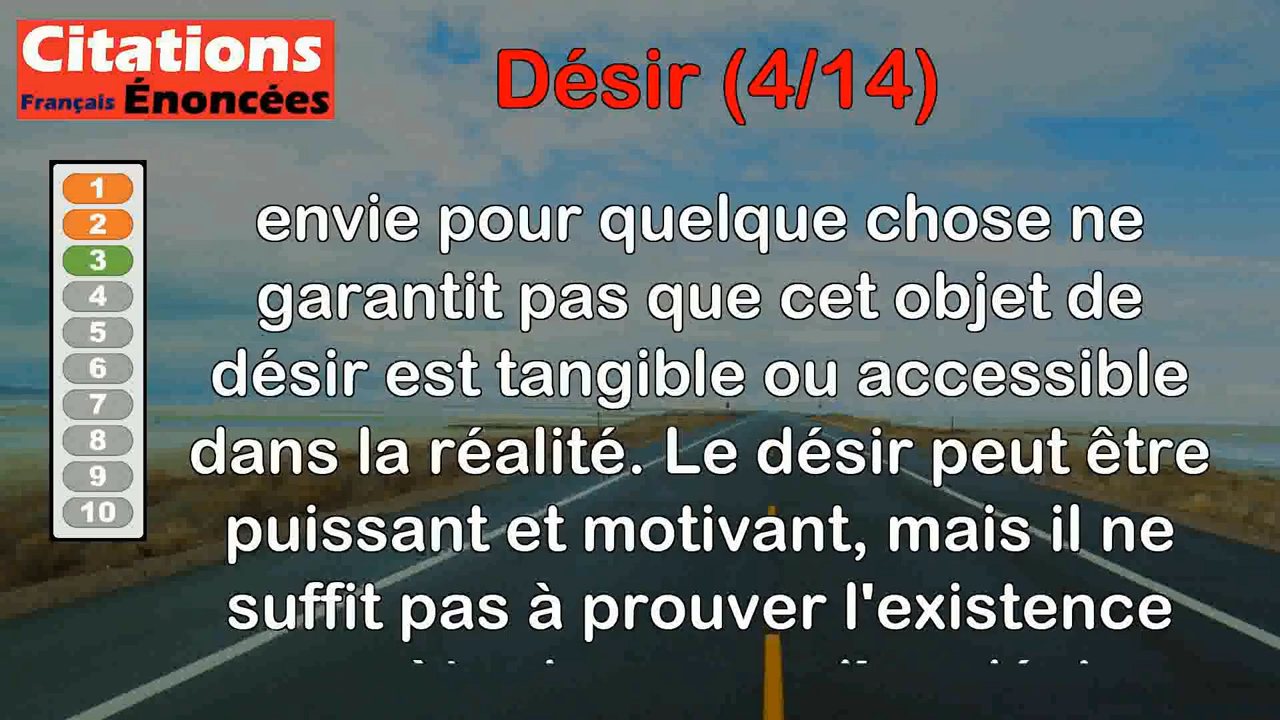 Citations
Français Énoncées
Désir (4/14)
1
2
3
4
5
6
7
8
9
10
envie pour quelque chose ne
garantit pas que cet objet de
désir est tangible ou accessible
dans la réalité. Le désir peut être
puissant et motivant, mais il ne
suffit pas à prouver l'existence